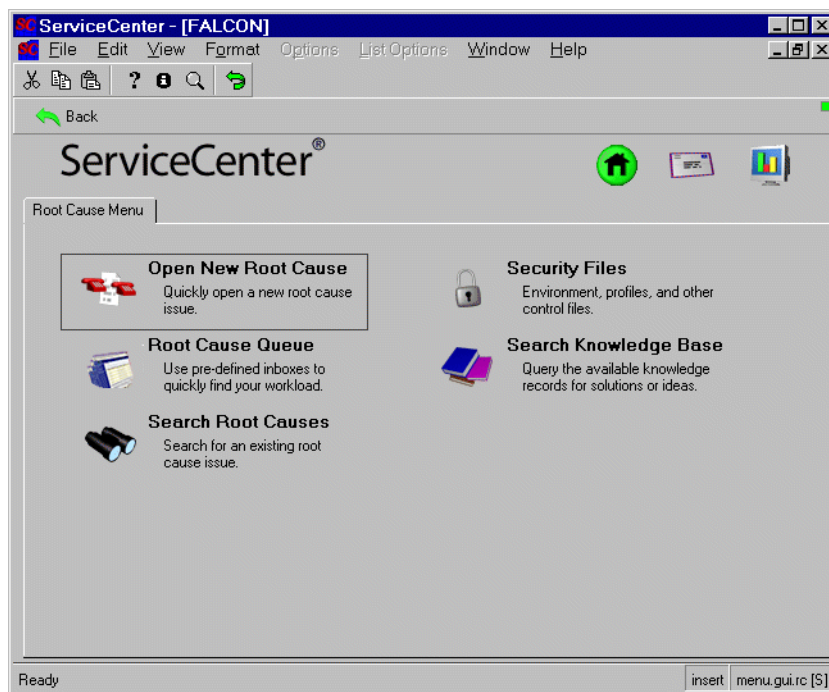 ServiceCenter - [FALCON]
File Edit View Format Options List Options Window Help
Back
ServiceCenter®
Root Cause Menu
Open New Root Cause
Quickly open a new root cause
issue.
Root Cause Queue
Use pre-defined inboxes to
quickly find your workload.
Search Root Causes
Search for an existing root
cause issue.
Security Files
Environment, profiles, and other
control files.
Search Knowledge Base
Query the available knowledge
records for solutions or ideas.
Ready insert menu.gui.rc [S]